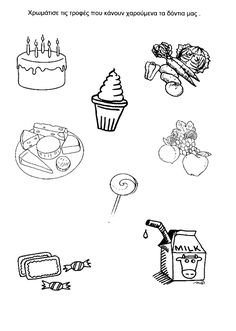 Χρωμάτισε τις τροφές που κάνουν χαρούμενα τα δόντια μας .
MILK